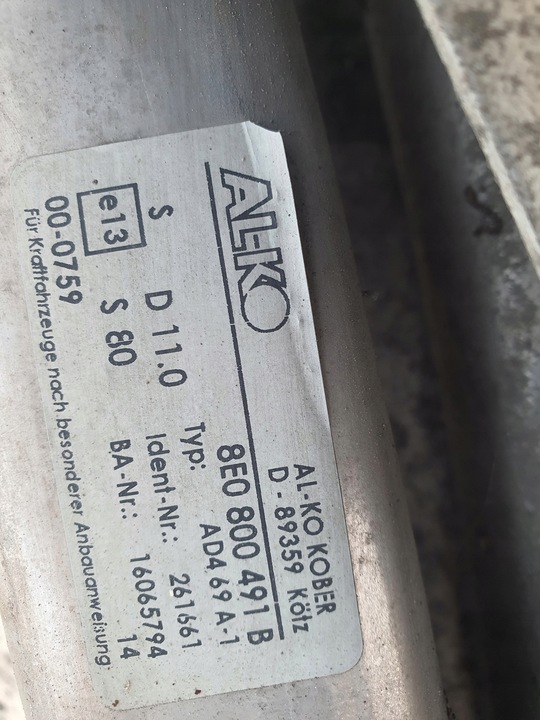 AL-KO
AL-KO KOBER
D - 89359 Kötz
8E0 800 491 B
Typ: AD4,69 A-1
S D 11.0 Ident-Nr.: 261661
e13 S 80 BA-Nr.: 16065794
00-0759 14
Für Kraftfahrzeuge nach besonderer Anbauanweisung.